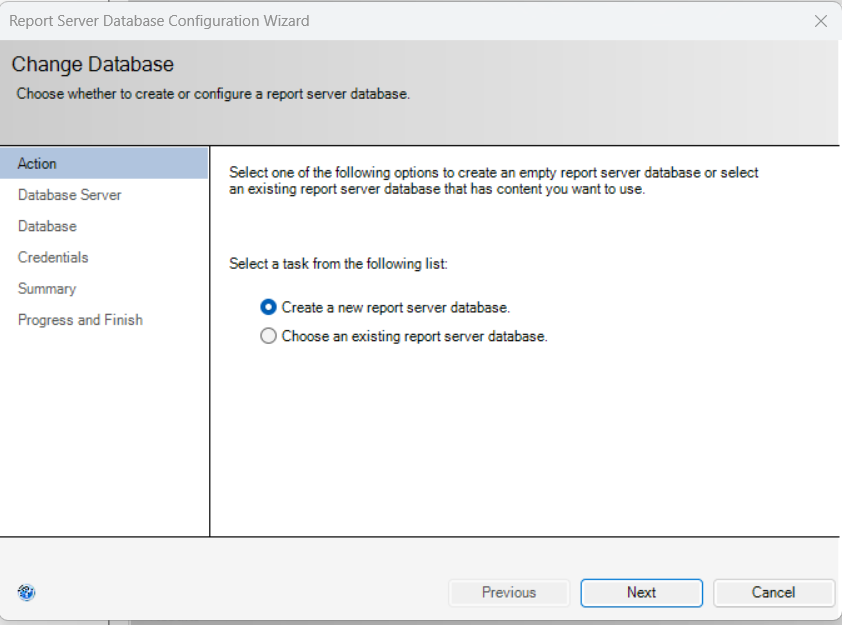 Report Server Database Configuration Wizard
Change Database
Choose whether to create or configure a report server database.
Action
Database Server
Database
Credentials
Summary
Progress and Finish
Select one of the following options to create an empty report server database or select
an existing report server database that has content you want to use.
Select a task from the following list:
Create a new report server database.
Choose an existing report server database.
Previous
Next
Cancel